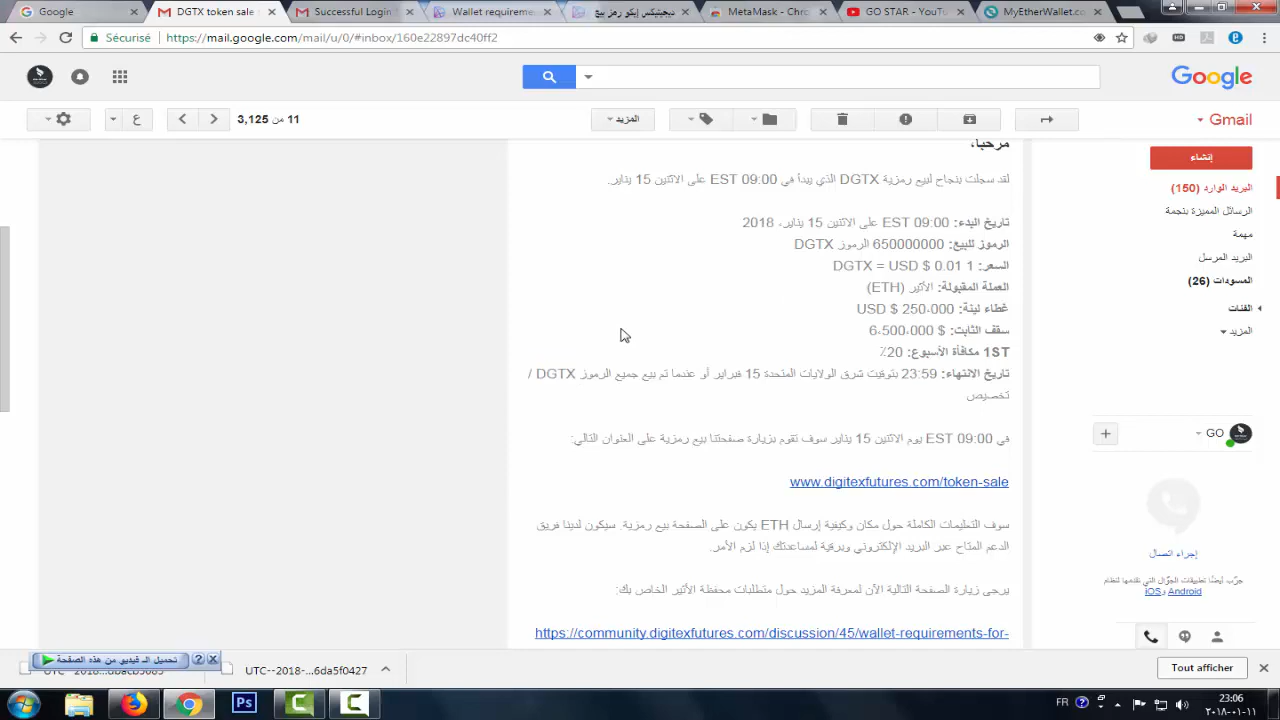 Google
DGTX token sale
Successful Login
Wallet requireme
ديجيتيكس إيكو رمز بيع
MetaMask - Chro
GO STAR - YouTu
MyEtherWallet.co
Sécurisé
https://mail.google.com/mail/u/0/#inbox/160e22897dc40ff2
Google
Gmail
المزيد
ع
11 من 3,125
إنشاء
البريد الوارد (150)
الرسائل المميزة بنجمة
مهمة
البريد المرسل
المسودات (26)
الفئات
المزيد
مرحبا،
لقد سجلت بنجاح لبيع رمزية DGTX الذي يبدأ في 09:00 EST على الاثنين 15 يناير.
تاريخ البدء: 09:00 EST على الاثنين 15 يناير، 2018
الرموز للبيع: 650000000 الرموز DGTX
السعر: 1 DGTX = USD $ 0.01
العملة المقبولة: الأثير (ETH)
غطاء لينة: 250،000 $ USD
سقف الثابت: $ 6،500،000
1ST مكافأة الأسبوع: 20٪
تاريخ الانتهاء: 23:59 بتوقيت شرق الولايات المتحدة 15 فبراير أو عندما تم بيع جميع الرموز DGTX /
تخصيص
في 09:00 EST يوم الاثنين 15 يناير سوف تقوم بزيارة صفحتنا بيع رمزية على العنوان التالي:
www.digitexfutures.com/token-sale
سوف التعليمات الكاملة حول مكان وكيفية إرسال ETH يكون على الصفحة بيع رمزية. سيكون لدينا فريق
الدعم المتاح عبر البريد الإلكتروني وبرقية لمساعدتك إذا لزم الأمر.
يرجى زيارة الصفحة التالية الآن لمعرفة المزيد حول متطلبات محفظة الأثير الخاص بك:
https://community.digitexfutures.com/discussion/45/wallet-requirements-for-
GO
إجراء اتصال
جرّب أيضًا تطبيقات الجوّال التي نقدمها لنظام
Android وiOS
تحميل الـ فيديو من هذه الصفحة
UTC--2018-...6da5f0427
Tout afficher
FR
23:06
٢٠١٨-٠١-١١